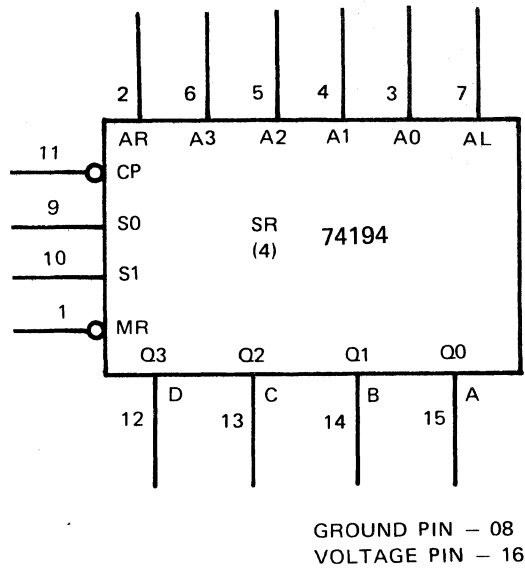 2 6 5 4 3 7
AR A3 A2 A1 A0 AL
11 CP
9 S0 SR 74194
(4)
10 S1
1 MR
Q3 Q2 Q1 Q0
D C B A
12 13 14 15
GROUND PIN – 08
VOLTAGE PIN – 16